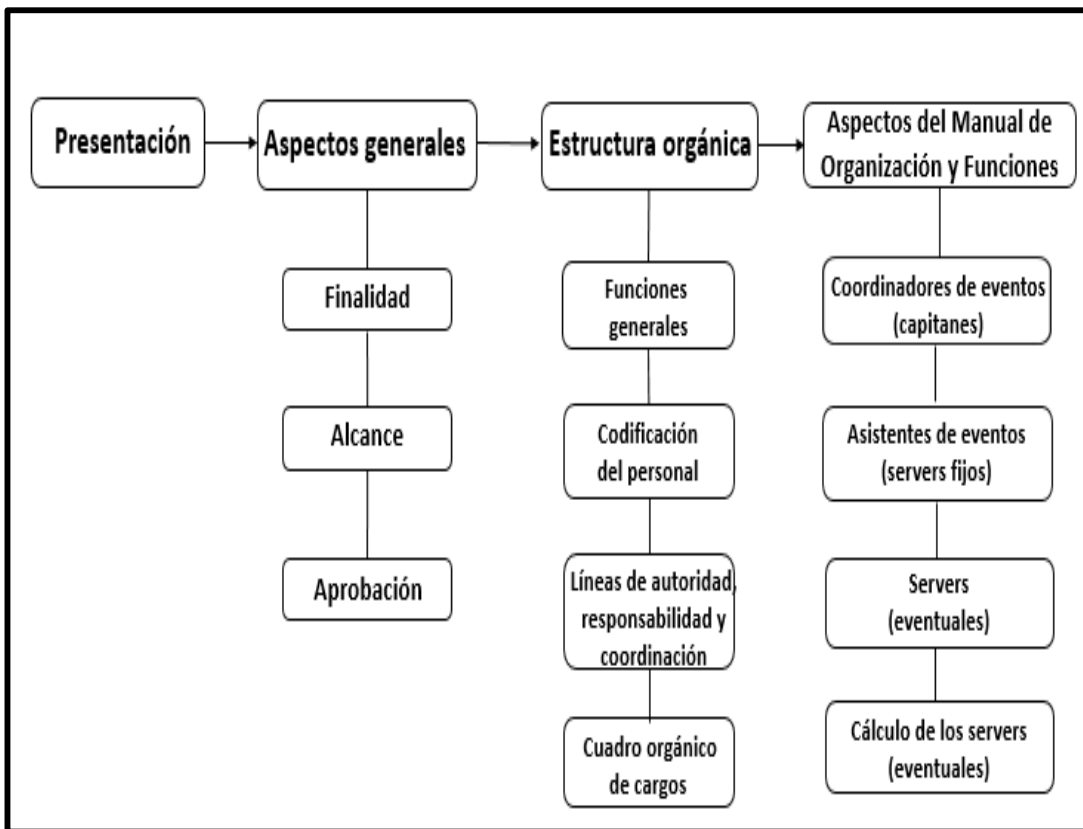 Presentación
Aspectos generales
Finalidad
Alcance
Aprobación
Estructura orgánica
Funciones
generales
Codificación
del personal
Líneas de autoridad,
responsabilidad y
coordinación
Cuadro orgánico
de cargos
Aspectos del Manual de
Organización y Funciones
Coordinadores de eventos
(capitanes)
Asistentes de eventos
(servers fijos)
Servers
(eventuales)
Cálculo de los servers
(eventuales)